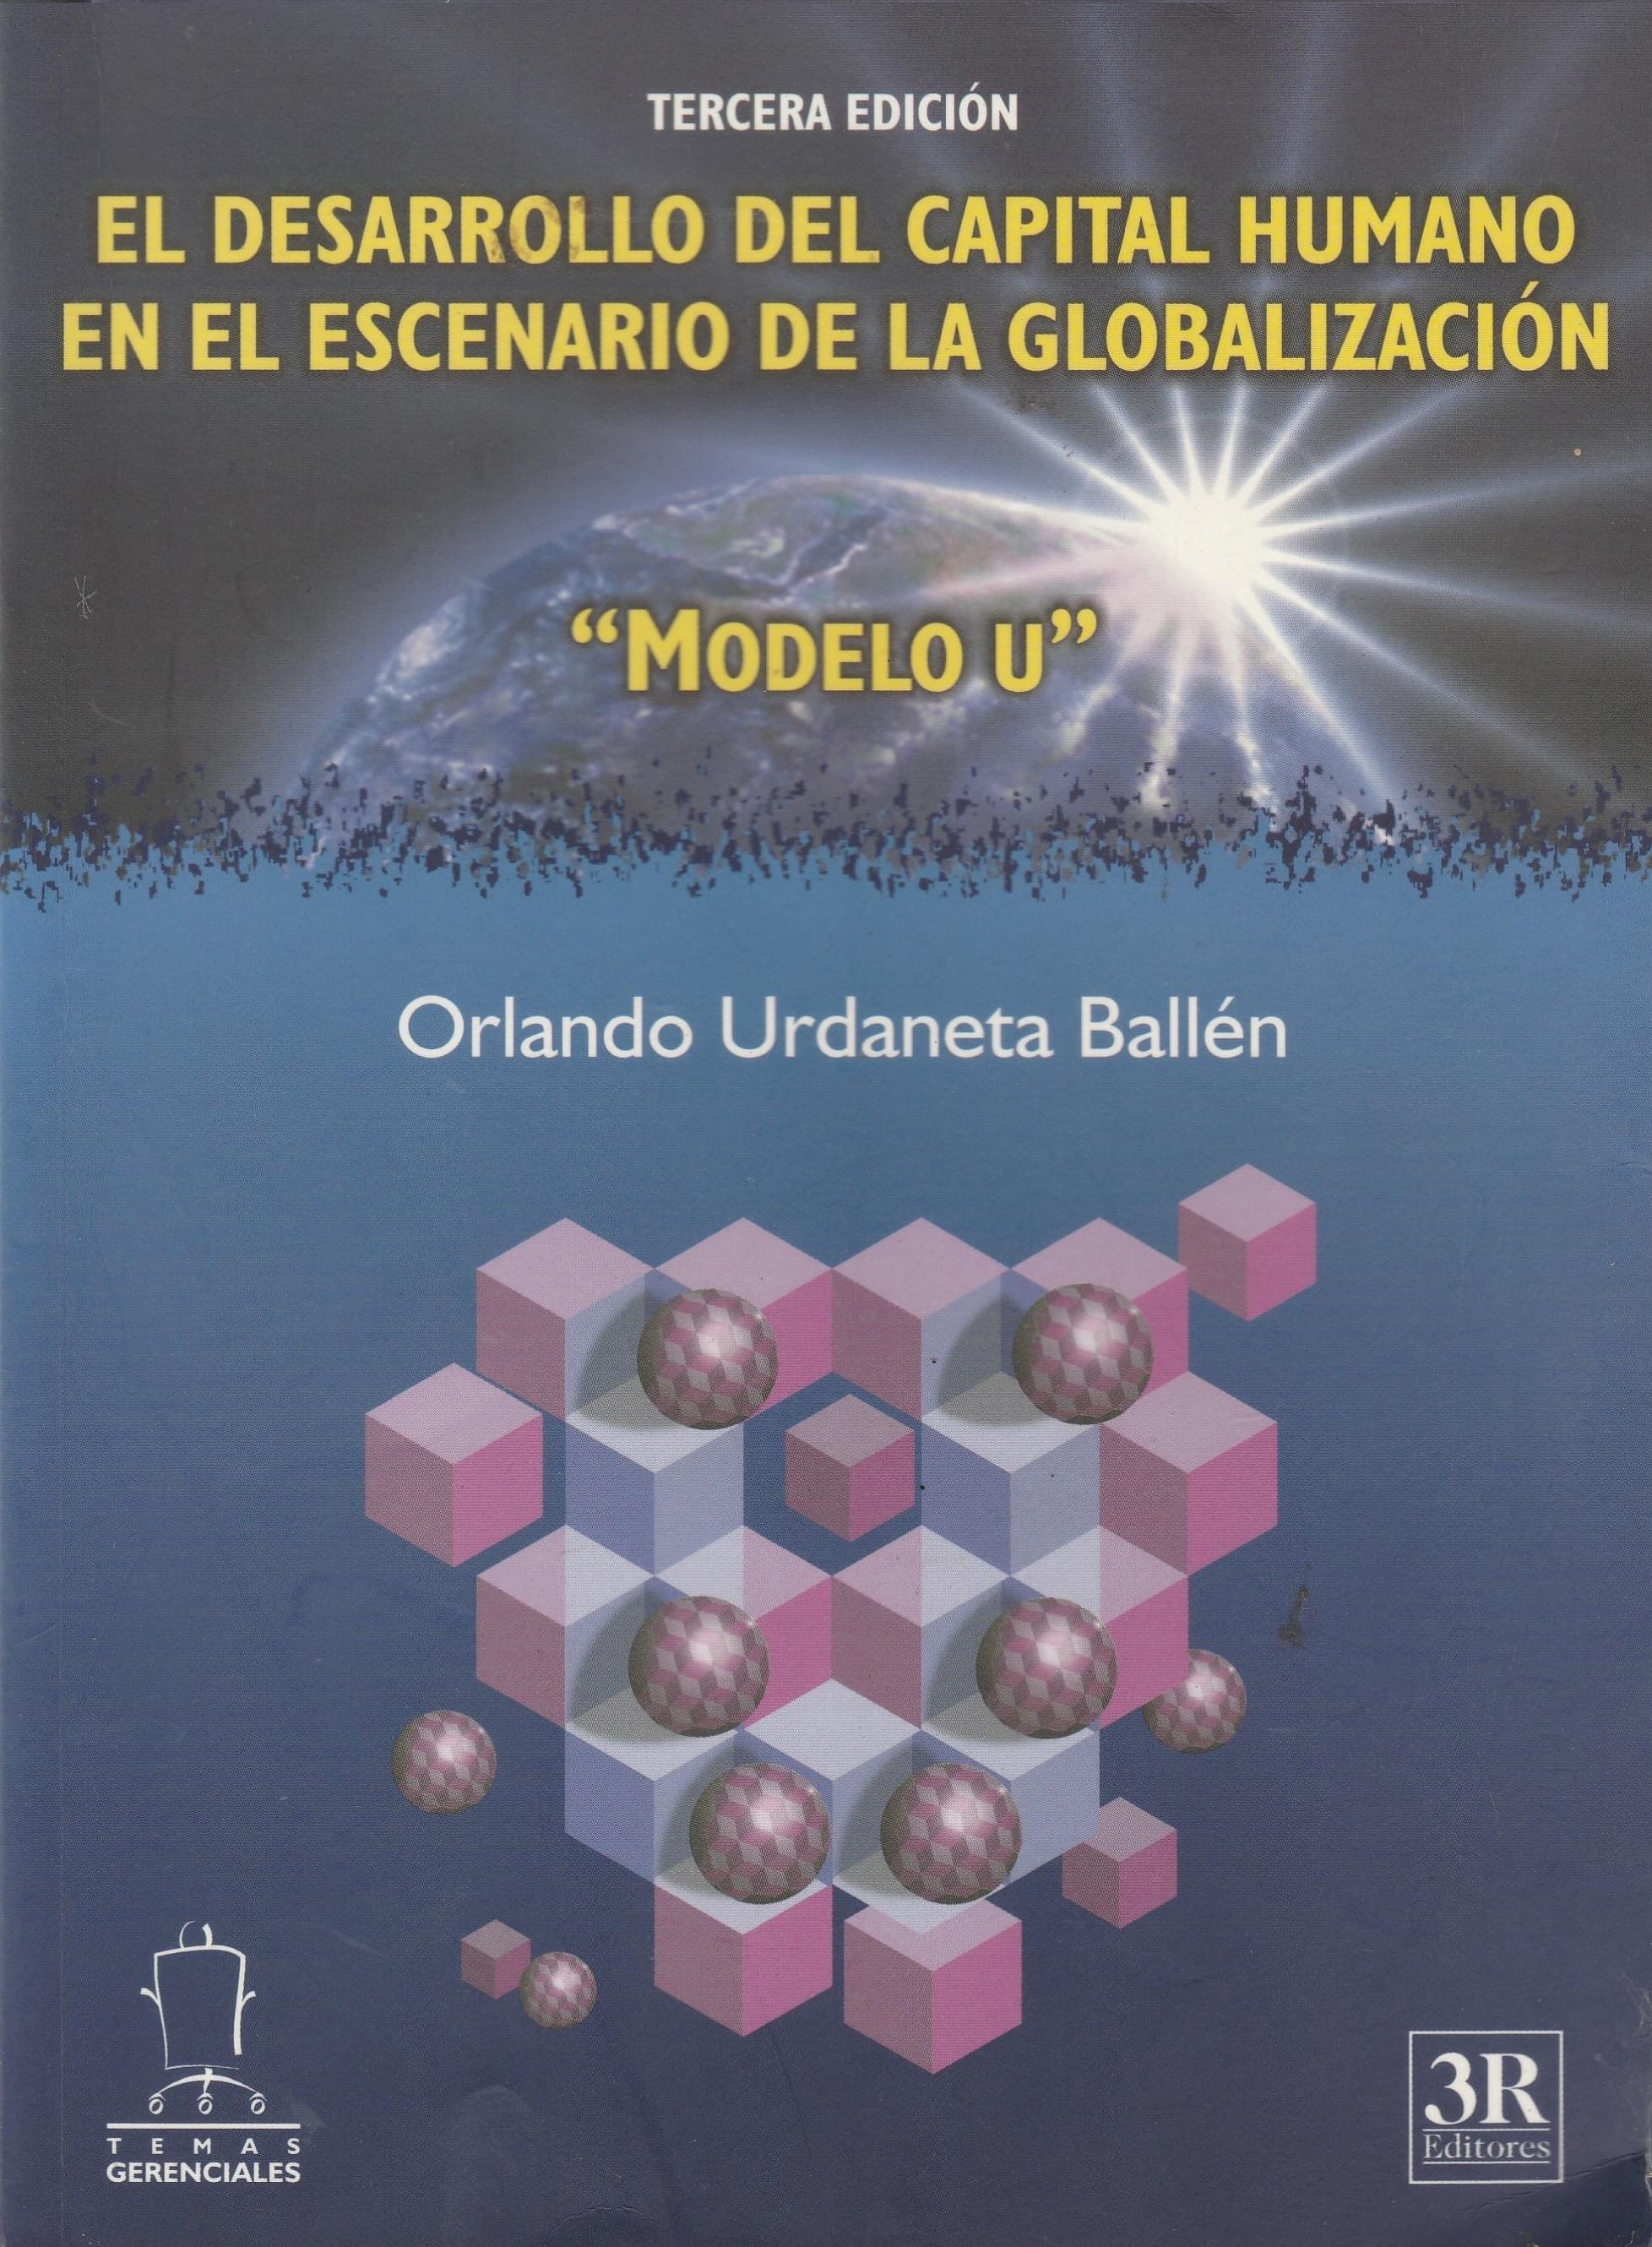 TERCERA EDICIÓN
EL DESARROLLO DEL CAPITAL HUMANO
EN EL ESCENARIO DE LA GLOBALIZACIÓN
“MODELO U”
Orlando Urdaneta Ballén
TEMAS
GERENCIALES
3R
Editores